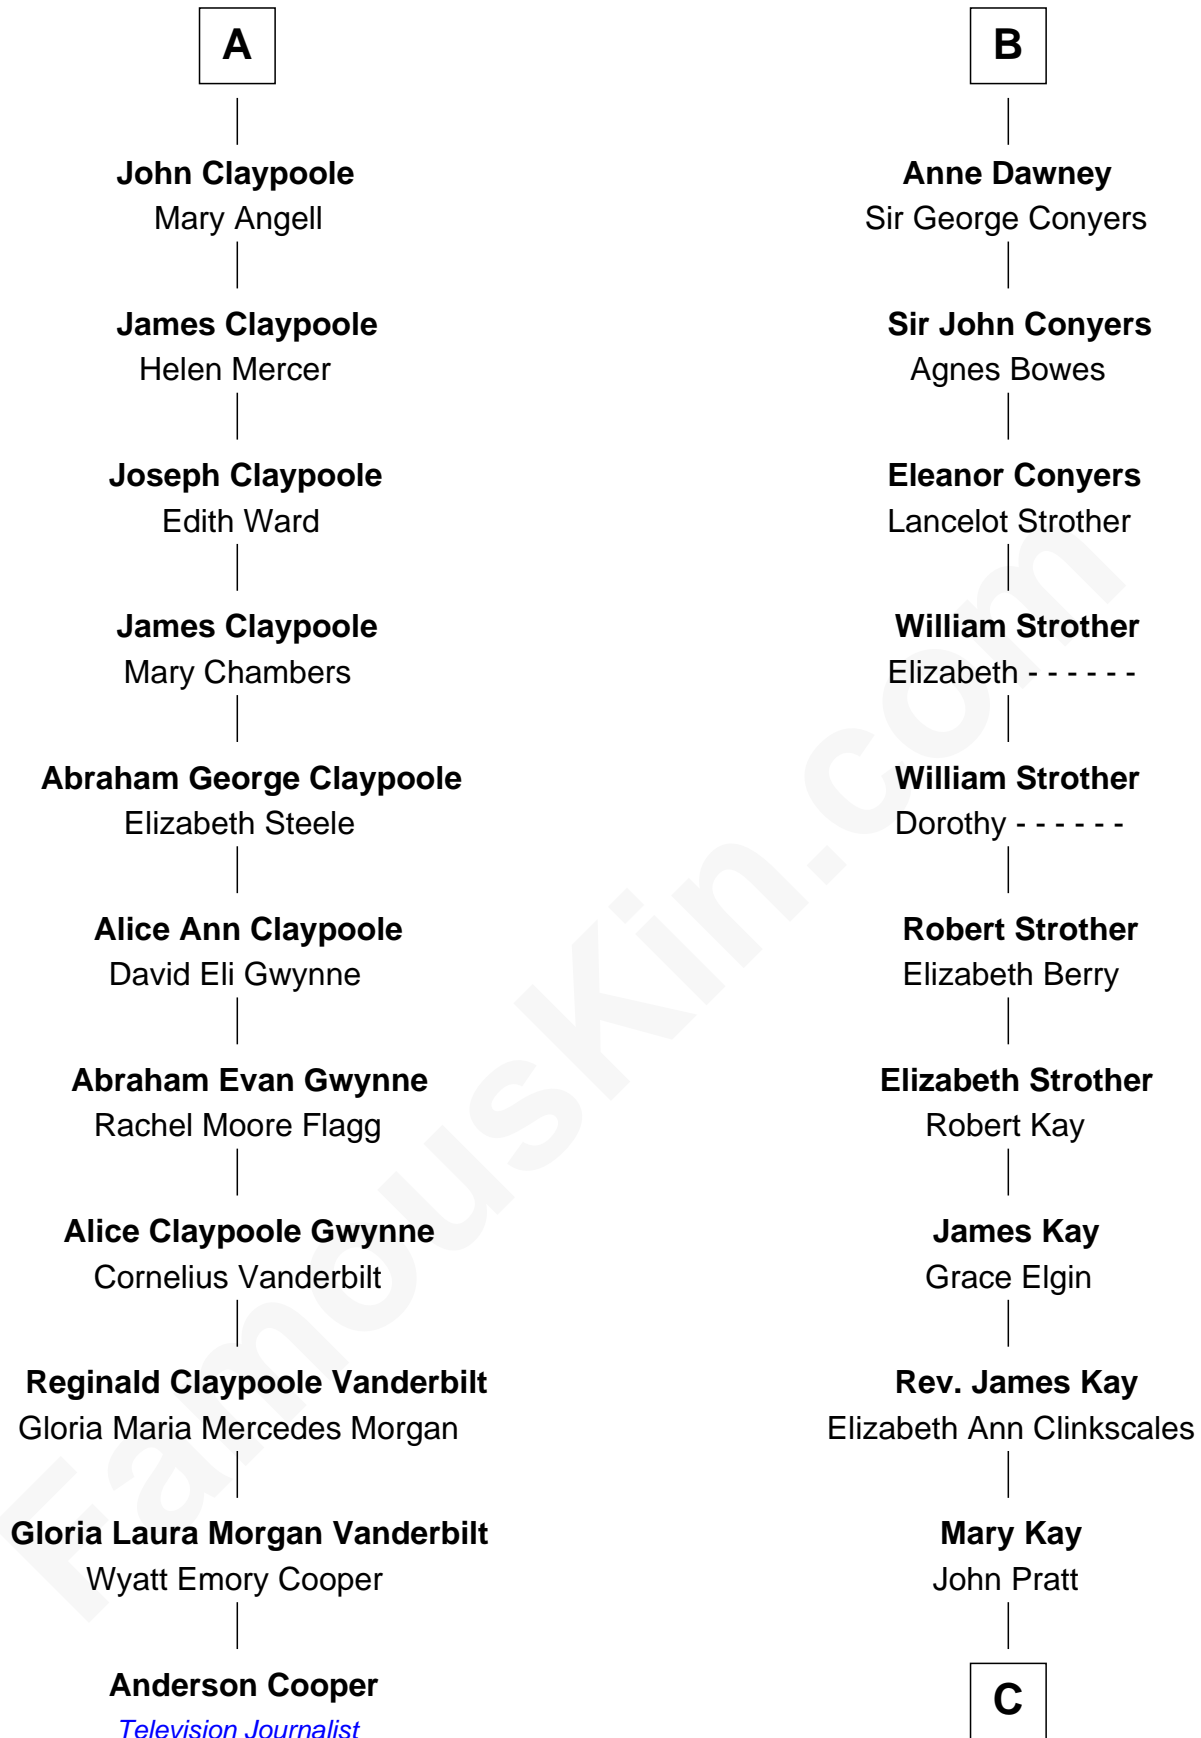 A
John Claypoole
Mary Angell
James Claypoole
Helen Mercer
Joseph Claypoole
Edith Ward
James Claypoole
Mary Chambers
Abraham George Claypoole
Elizabeth Steele
Alice Ann Claypoole
David Eli Gwynne
Abraham Evan Gwynne
Rachel Moore Flagg
Alice Claypoole Gwynne
Cornelius Vanderbilt
Reginald Claypoole Vanderbilt
Gloria Maria Mercedes Morgan
Gloria Laura Morgan Vanderbilt
Wyatt Emory Cooper
Anderson Cooper
Television Journalist
B
Anne Dawney
Sir George Conyers
Sir John Conyers
Agnes Bowes
Eleanor Conyers
Lancelot Strother
William Strother
Elizabeth - - - - - -
William Strother
Dorothy - - - - - -
Robert Strother
Elizabeth Berry
Elizabeth Strother
Robert Kay
James Kay
Grace Elgin
Rev. James Kay
Elizabeth Ann Clinkscales
Mary Kay
John Pratt
C
FamousKin.com